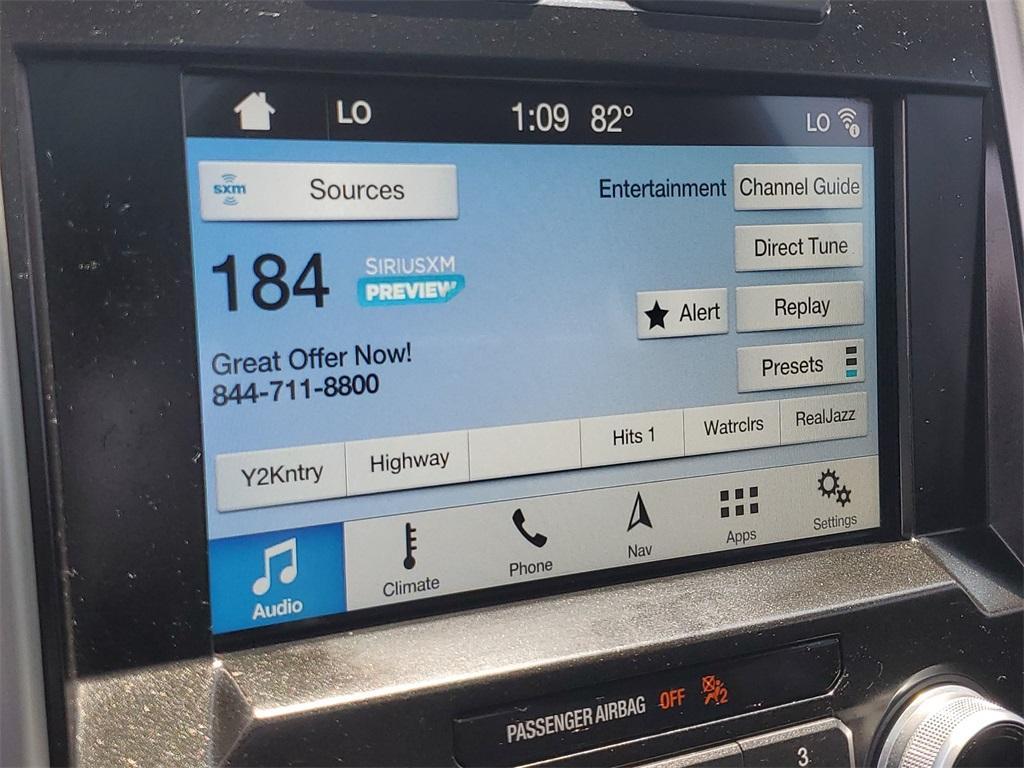 LO 1:09 82° LO
sxm Sources
Entertainment Channel Guide
Direct Tune
184 SIRIUSXM
PREVIEW
Alert Replay
Presets
Great Offer Now!
844-711-8800
Y2Kntry Highway Hits 1 Watrclrs RealJazz
Audio Climate Phone Nav Apps Settings
PASSENGER AIRBAG OFF 2
3